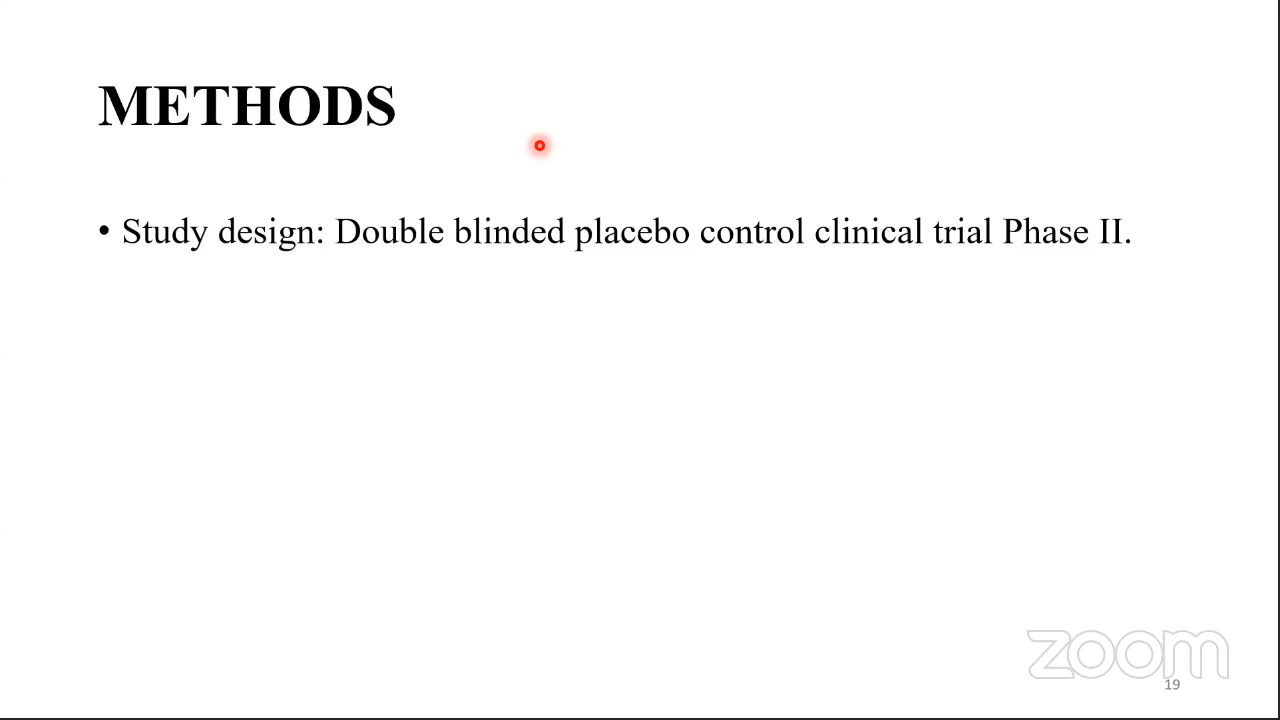 METHODS
• Study design: Double blinded placebo control clinical trial Phase II.
zoom
19